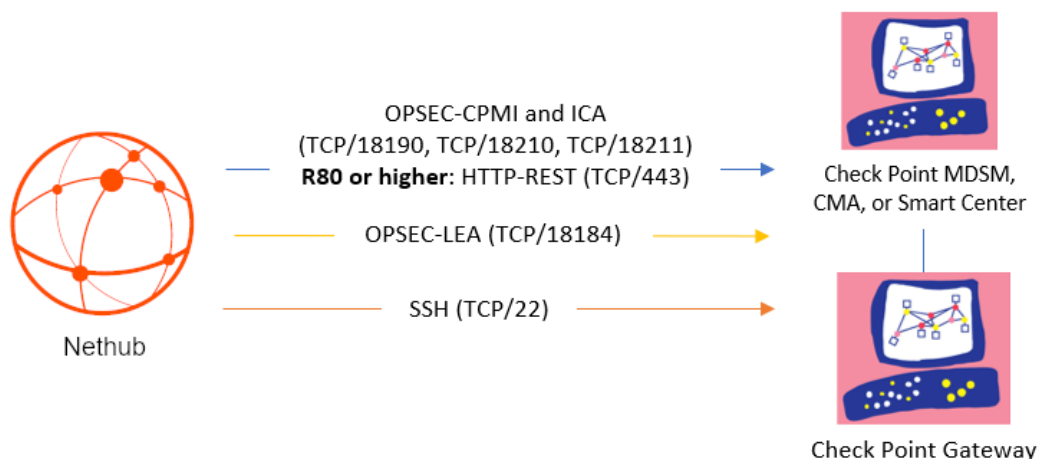 OPSEC-CPMI and ICA
(TCP/18190, TCP/18210, TCP/18211)
R80 or higher: HTTP-REST (TCP/443)
OPSEC-LEA (TCP/18184)
SSH (TCP/22)
Nethub
Check Point MDSM,
CMA, or Smart Center
Check Point Gateway